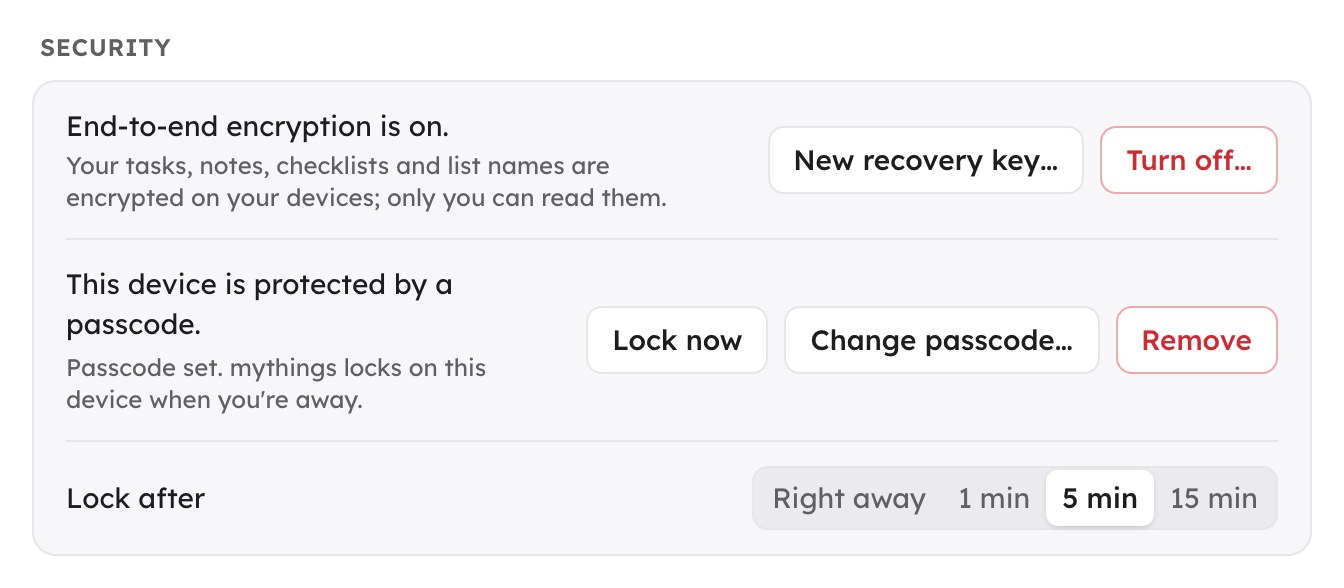 SECURITY
End-to-end encryption is on.
Your tasks, notes, checklists and list names are
encrypted on your devices; only you can read them.
New recovery key...
Turn off...
This device is protected by a
passcode.
Passcode set. mythings locks on this
device when you're away.
Lock now
Change passcode...
Remove
Lock after
Right away
1 min
5 min
15 min